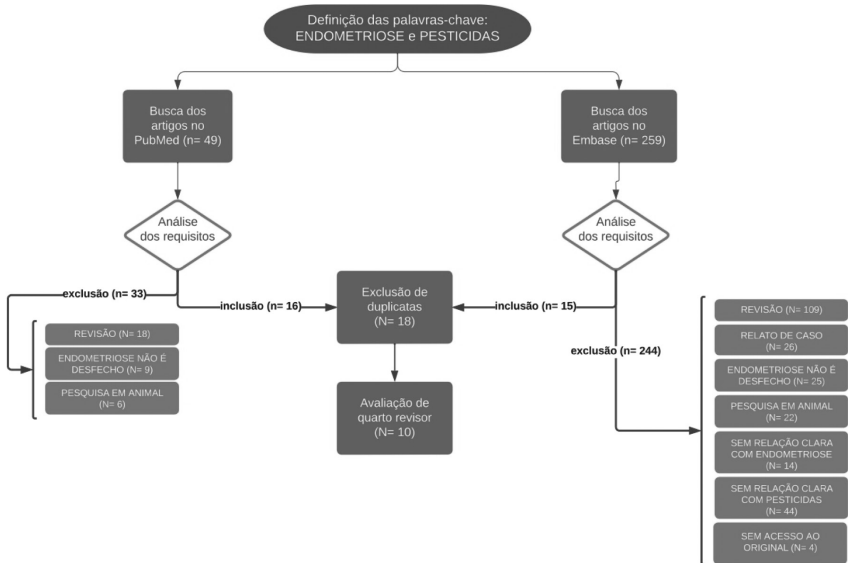 Definição das palavras-chave:
ENDOMETRIOSE e PESTICIDAS
Busca dos
artigos no
PubMed (n= 49)
Busca dos
artigos no
Embase (n= 259)
Análise
dos requisitos
Análise
dos requisitos
exclusão (n= 33)
inclusão (n= 16)
Exclusão de
duplicatas
(N= 18)
inclusão (n= 15)
exclusão (n= 244)
REVISÃO (N= 18)
ENDOMETRIOSE NÃO É
DESFECHO (N= 9)
PESQUISA EM ANIMAL
(N= 6)
Avaliação de
quarto revisor
(N= 10)
REVISÃO (N= 109)
RELATO DE CASO
(N= 26)
ENDOMETRIOSE NÃO É
DESFECHO (N= 25)
PESQUISA EM ANIMAL
(N= 22)
SEM RELAÇÃO CLARA
COM ENDOMETRIOSE
(N= 14)
SEM RELAÇÃO CLARA
COM PESTICIDAS
(N= 44)
SEM ACESSO AO
ORIGINAL (N= 4)